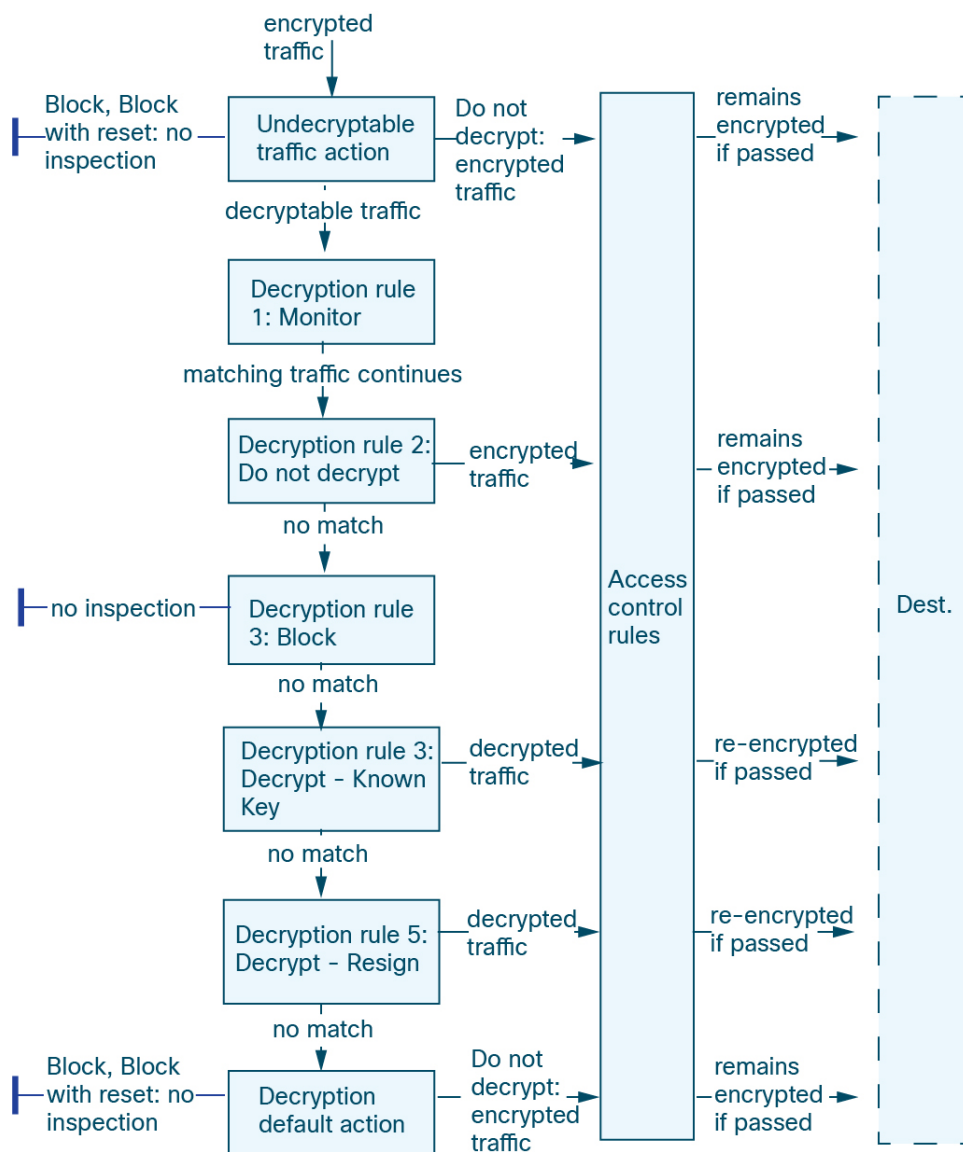 encrypted
traffic
Block, Block
with reset: no
inspection
Undecryptable
traffic action
Do not
decrypt:
encrypted
traffic
remains
encrypted
if passed
decryptable traffic
Decryption rule
1: Monitor
matching traffic continues
Decryption rule 2:
Do not decrypt
encrypted
traffic
remains
encrypted
if passed
no match
no inspection
Decryption rule
3: Block
Access
control
rules
Dest.
no match
Decryption rule 3:
Decrypt - Known
Key
decrypted
traffic
re-encrypted
if passed
no match
Decryption rule 5:
Decrypt - Resign
decrypted
traffic
re-encrypted
if passed
no match
Block, Block
with reset: no
inspection
Decryption
default action
Do not
decrypt:
encrypted
traffic
remains
encrypted
if passed